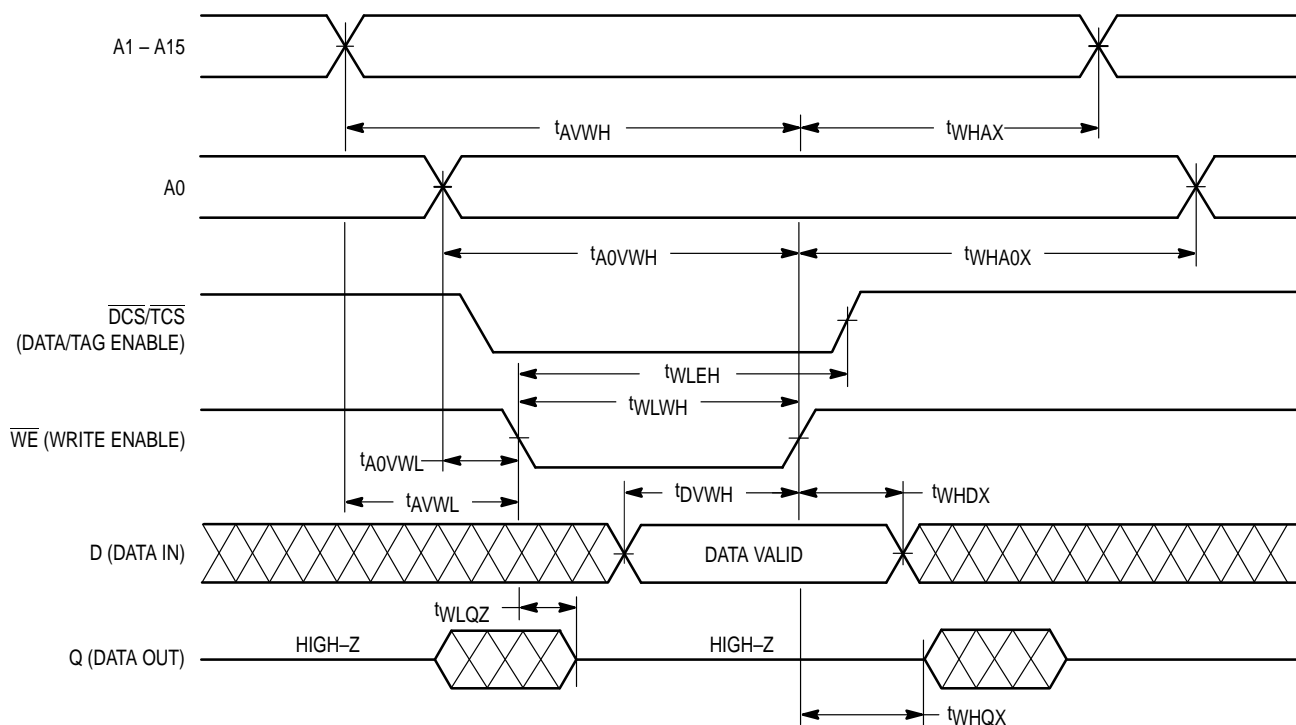 A1 – A15
tAVWH
tWHAX
A0
tA0VWH
tWHA0X
DCS/TCS
(DATA/TAG ENABLE)
tWLEH
tWLWH
WE (WRITE ENABLE)
tA0VWL
tDVWH
tWHDX
tAVWL
D (DATA IN)
DATA VALID
tWLQZ
Q (DATA OUT)
HIGH–Z
HIGH–Z
tWHQX